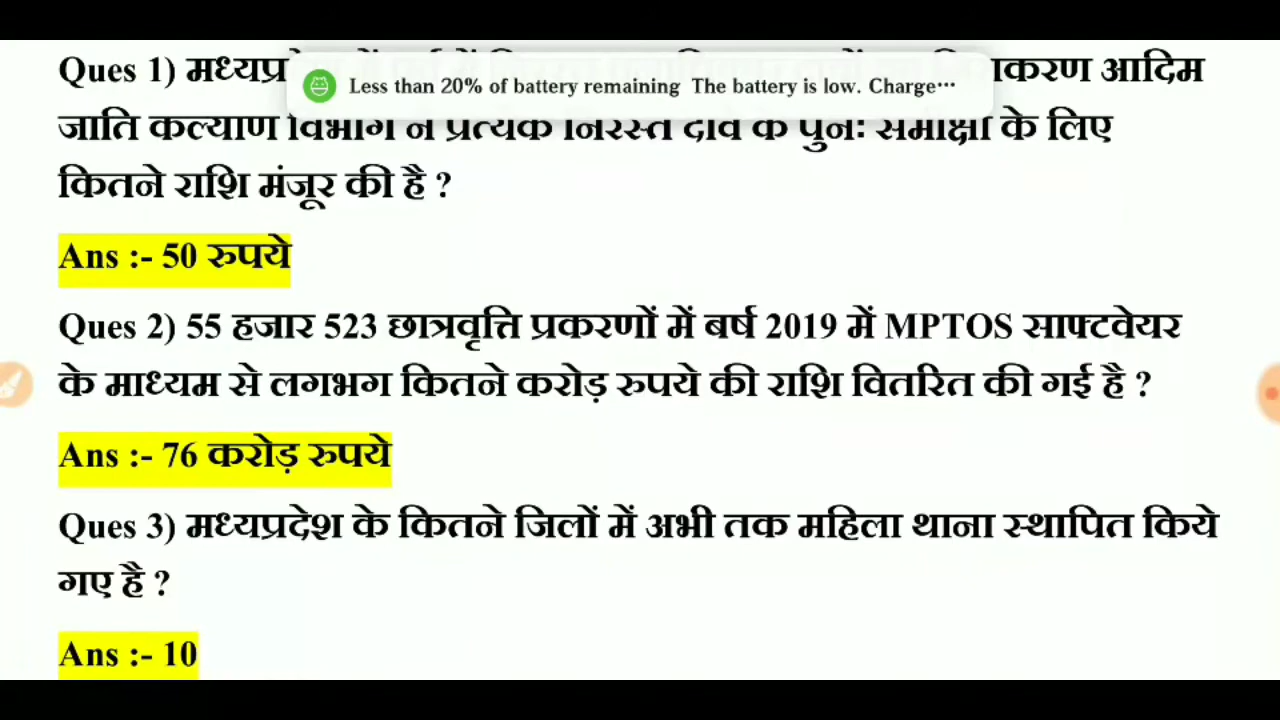 Ques 1) मध्यप्र
Less than 20% of battery remaining The battery is low. Charge…
आदिम
जाति कल्याण विभाग ने प्रत्येक निरस्त दावे के पुनः समीक्षा के लिए
कितने राशि मंजूर की है ?
Ans :- 50 रुपये
Ques 2) 55 हजार 523 छात्रवृत्ति प्रकरणों में बर्ष 2019 में MPTOS साफ्टवेयर
के माध्यम से लगभग कितने करोड़ रुपये की राशि वितरित की गई है ?
Ans :- 76 करोड़ रुपये
Ques 3) मध्यप्रदेश के कितने जिलों में अभी तक महिला थाना स्थापित किये
गए है ?
Ans :- 10